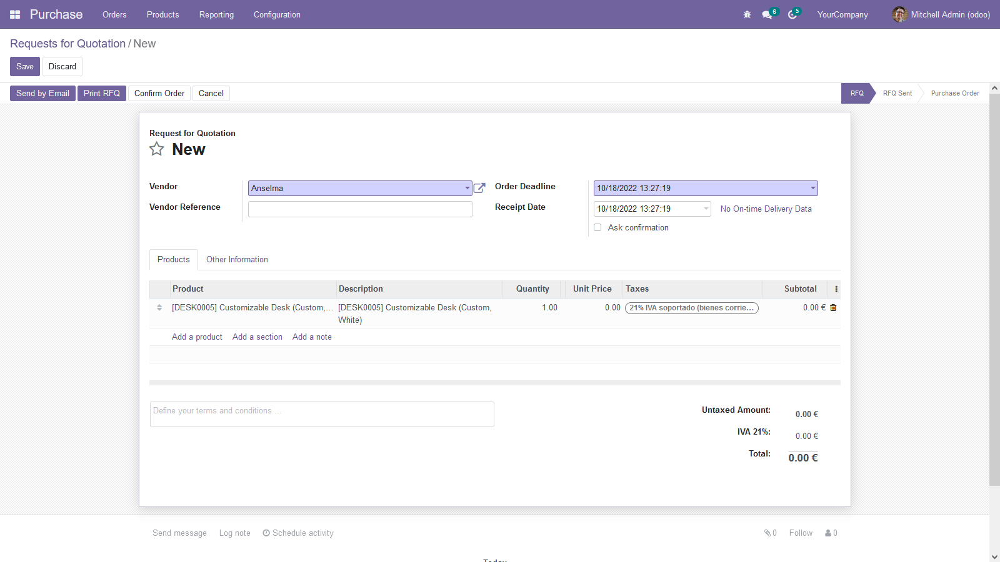 Purchase Orders Products Reporting Configuration 6 5 YourCompany Mitchell Admin (odoo)
Requests for Quotation / New
Save Discard
Send by Email Print RFQ Confirm Order Cancel RFQ RFQ Sent Purchase Order
Request for Quotation
New
Vendor Anselma Order Deadline 10/18/2022 13:27:19
Vendor Reference Receipt Date 10/18/2022 13:27:19 No On-time Delivery Data
Ask confirmation
Products Other Information
Product Description Quantity Unit Price Taxes Subtotal
[DESK0005] Customizable Desk (Custom,... [DESK0005] Customizable Desk (Custom, 1.00 0.00 21% IVA soportado (bienes corrie... 0.00 €
White)
Add a product Add a section Add a note
Define your terms and conditions ...
Untaxed Amount: 0.00 €
IVA 21%: 0.00 €
Total: 0.00 €
Send message Log note Schedule activity 0 Follow 0
Today